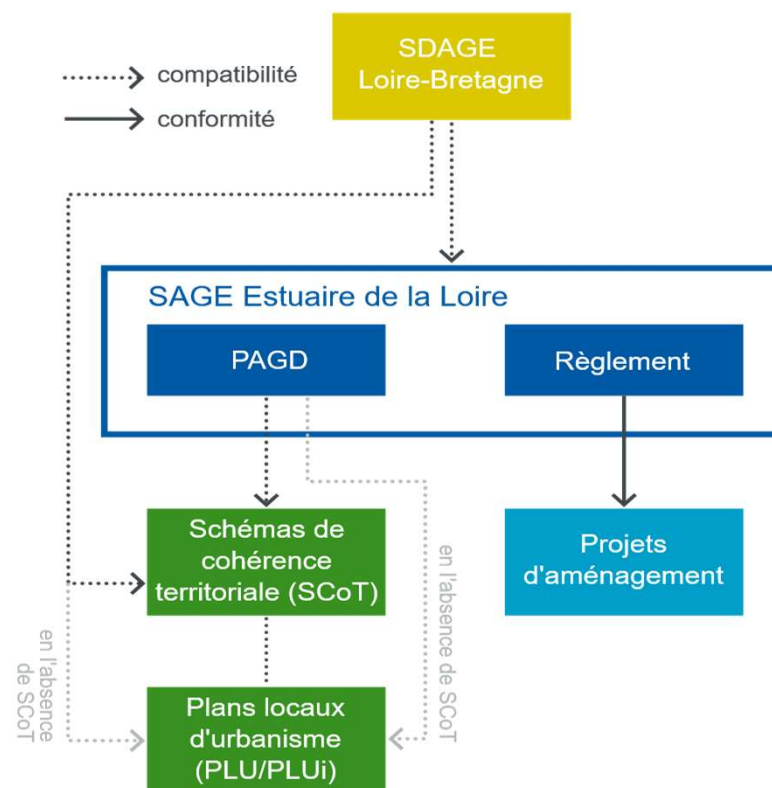 SDAGE
Loire-Bretagne
compatibilité
conformité
SAGE Estuaire de la Loire
PAGD
Règlement
Schémas de
cohérence
territoriale (SCoT)
Projets
d'aménagement
en l'absence de SCoT
en l'absence
de SCoT
Plans locaux
d'urbanisme
(PLU/PLUi)